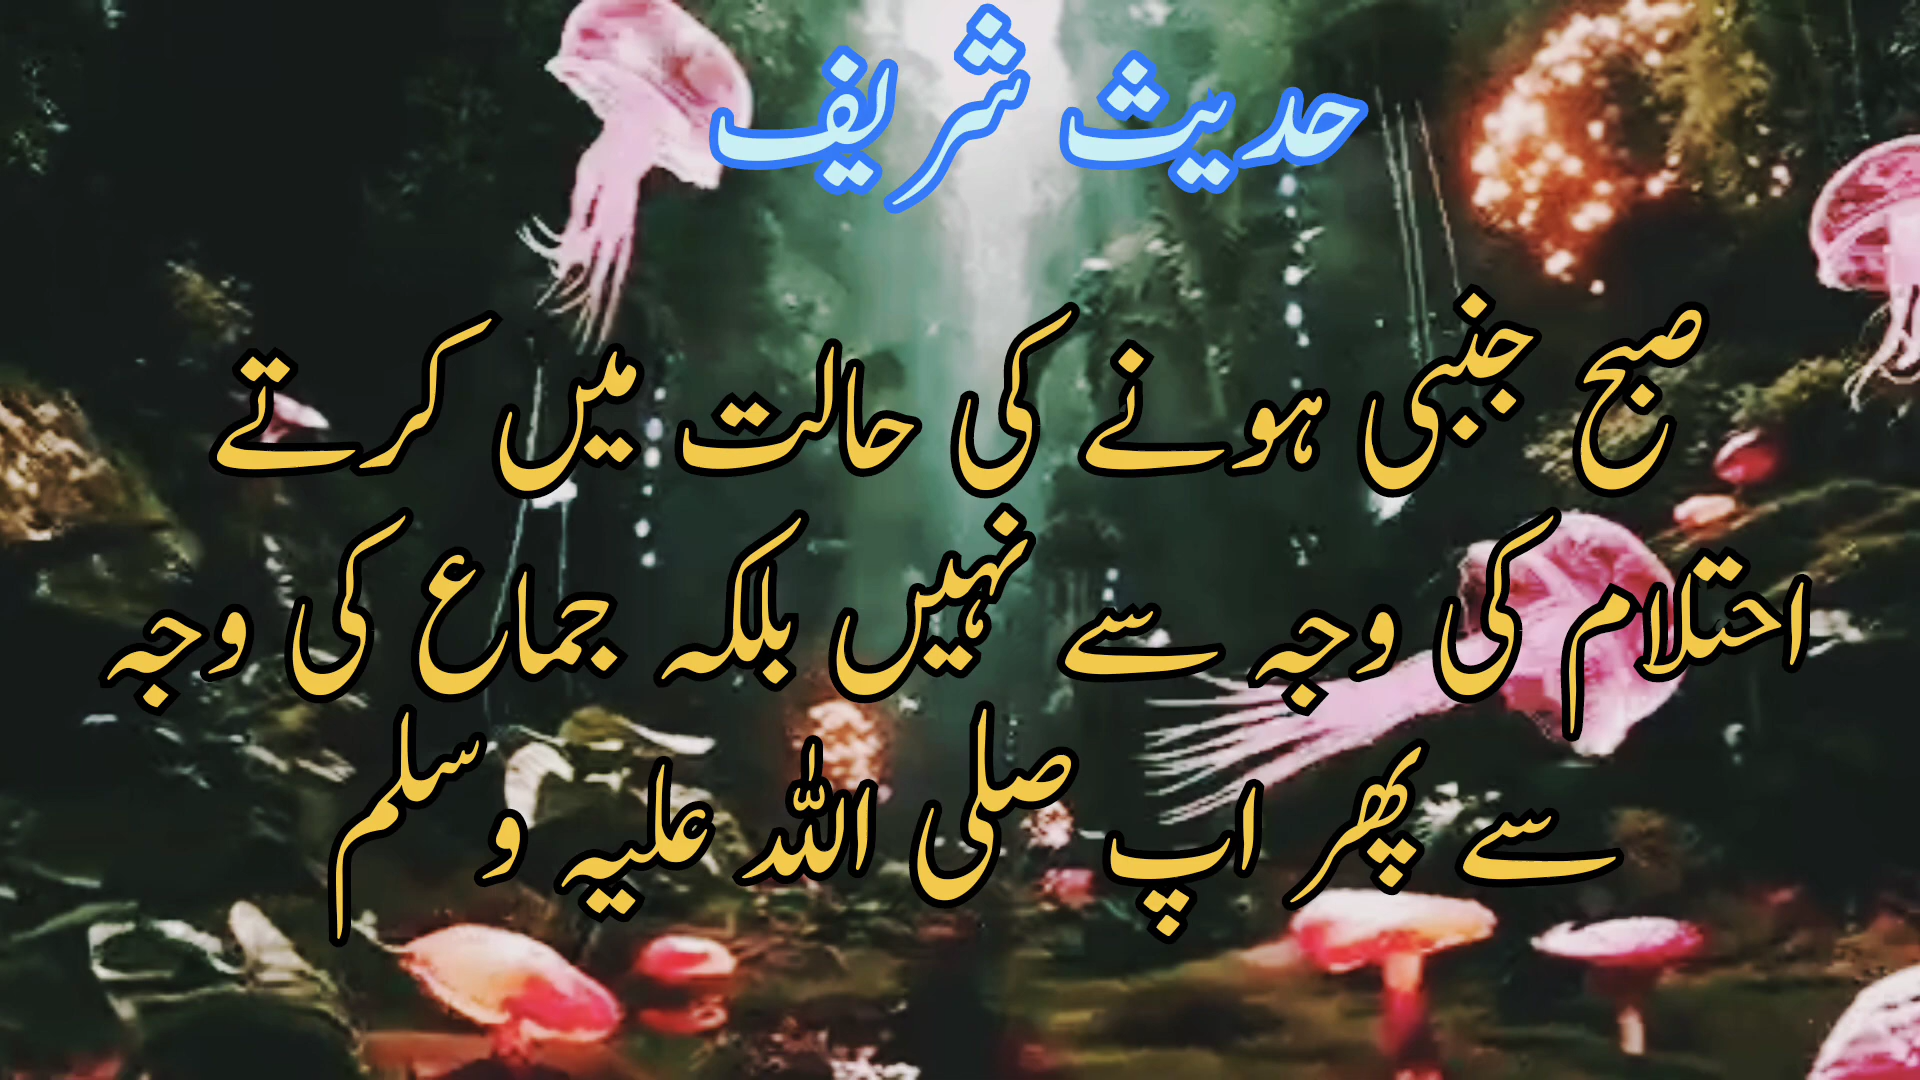 حدیث شریف
صبح جنبی ہونے کی حالت میں کرتے
احتلام کی وجہ سے نہیں بلکہ جماع کی وجہ
سے پھر اپ صلی اللہ علیہ وسلم